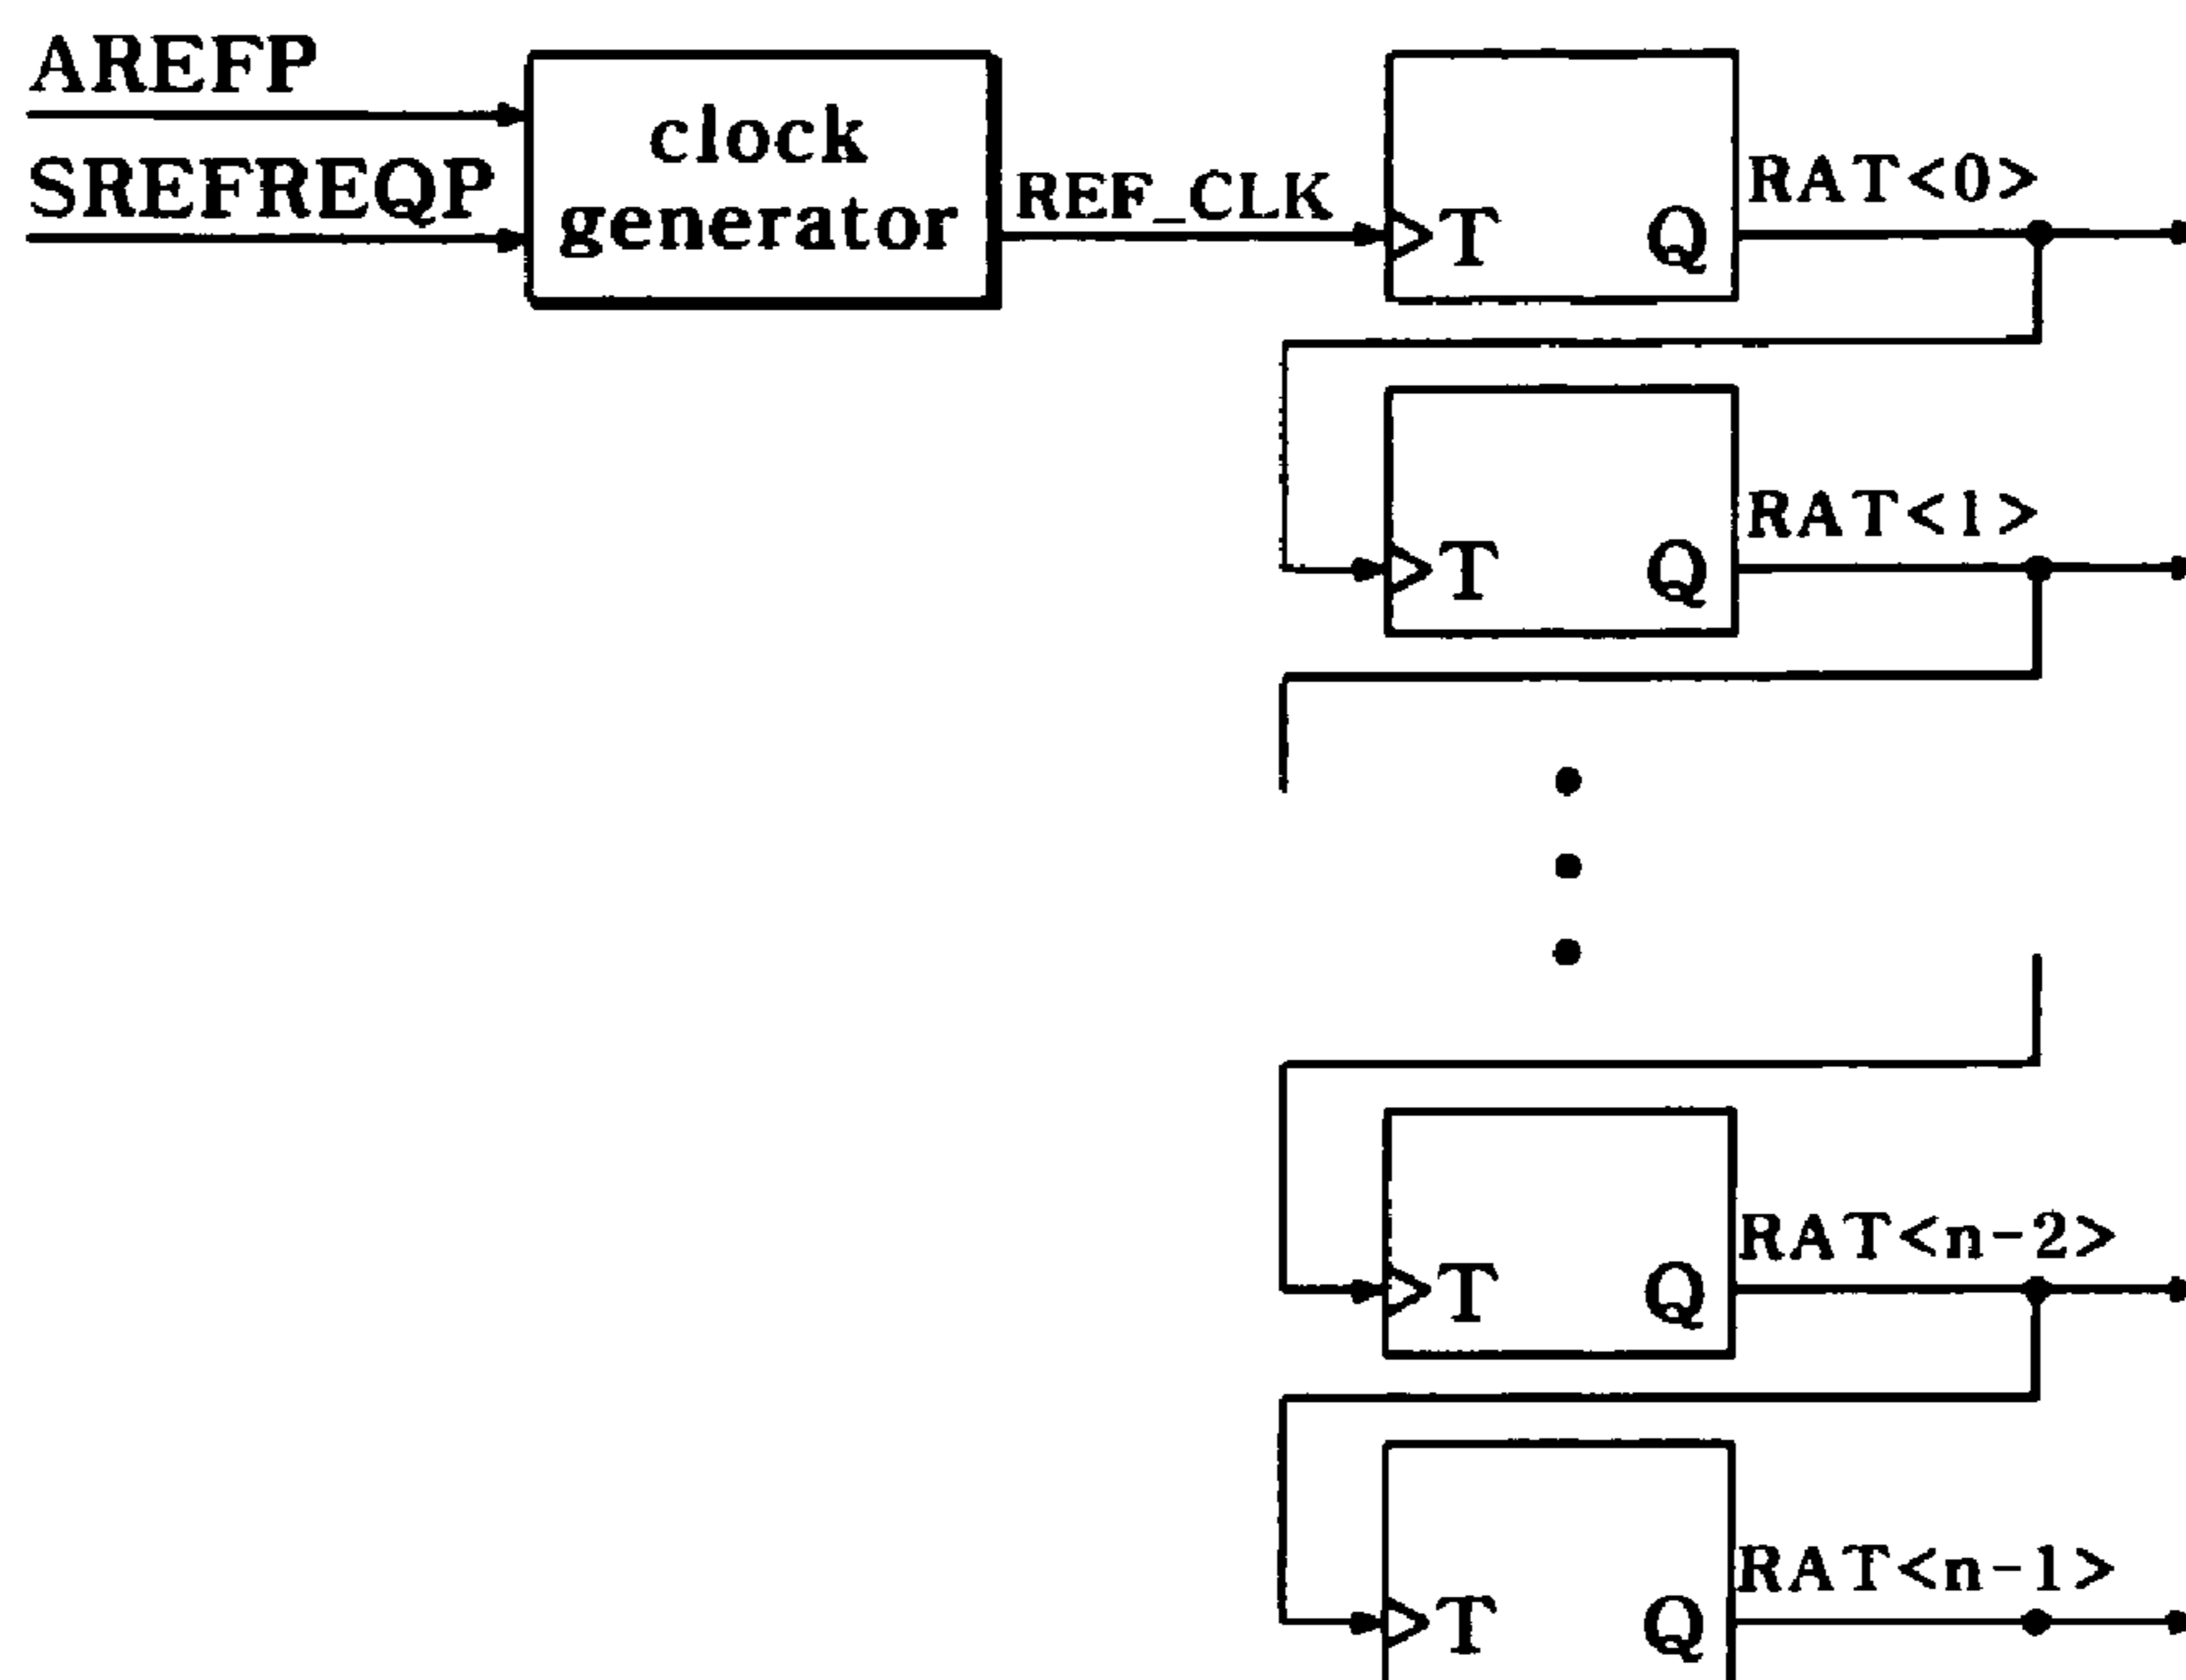 AREFP
SREFREQP
clock
generator
REF_CLK
T Q
RAT<0>
T Q
RAT<1>
T Q
RAT<n-2>
T Q
RAT<n-1>